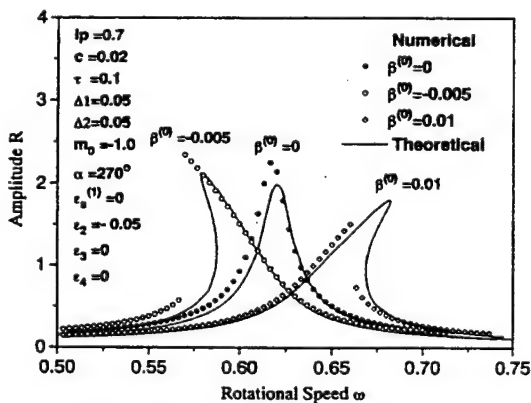 Ip=0.7
c=0.02
τ=0.1
Δ1=0.05
Δ2=0.05
m₀=-1.0
α=270°
εₛ⁽¹⁾=0
ε₂=-0.05
ε₃=0
ε₄=0
Numerical
β⁽⁰⁾=0
β⁽⁰⁾=-0.005
β⁽⁰⁾=0.01
Theoretical
β⁽⁰⁾=-0.005
β⁽⁰⁾=0
β⁽⁰⁾=0.01
Amplitude R
4
3
2
1
0
0.50
0.55
0.60
0.65
0.70
0.75
Rotational Speed ω